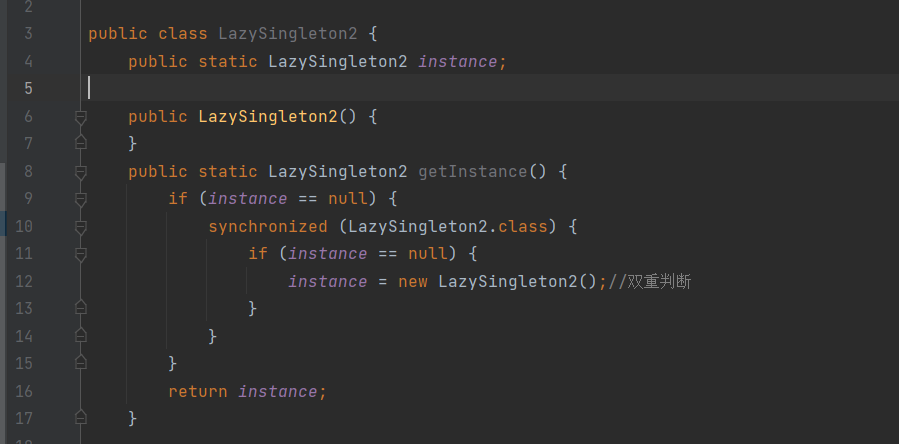 2
3 public class LazySingleton2 {
4 public static LazySingleton2 instance;
5
6 public LazySingleton2() {
7 }
8 public static LazySingleton2 getInstance() {
9 if (instance == null) {
10 synchronized (LazySingleton2.class) {
11 if (instance == null) {
12 instance = new LazySingleton2();//双重判断
13 }
14 }
15 }
16 return instance;
17 }